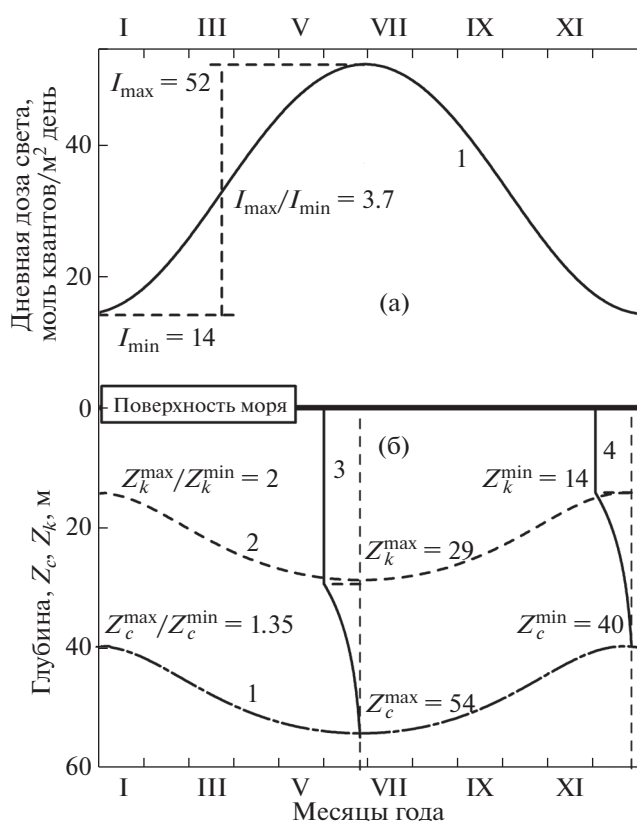 I III V VII IX XI
Дневная доза света,
моль квантов/м² день
40
20
I_max = 52
1
I_max/I_min = 3.7
(а)
I_min = 14
Глубина, Z_c, Z_k, м
0
20
40
60
Поверхность моря
(б)
3
4
Z_k^max/Z_k^min = 2
Z_k^min = 14
2
Z_k^max = 29
Z_c^max/Z_c^min = 1.35
Z_c^min = 40
1
Z_c^max = 54
I III V VII IX XI
Месяцы года